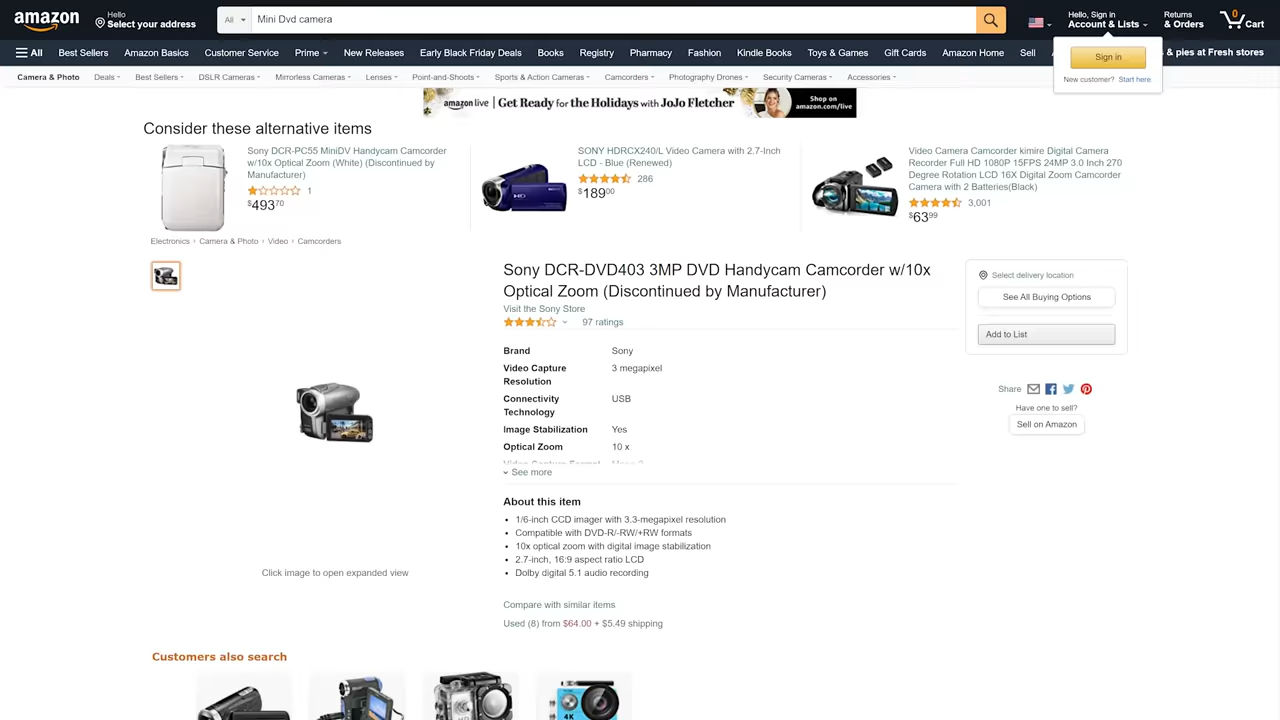 amazon
Hello
Select your address
All
Mini Dvd camera
Hello, Sign in
Account & Lists
Returns
& Orders
0
Cart
All
Best Sellers
Amazon Basics
Customer Service
Prime
New Releases
Early Black Friday Deals
Books
Registry
Pharmacy
Fashion
Kindle Books
Toys & Games
Gift Cards
Amazon Home
Sell
& pies at Fresh stores
Sign in
New customer? Start here.
Camera & Photo
Deals
Best Sellers
DSLR Cameras
Mirrorless Cameras
Lenses
Point-and-Shoots
Sports & Action Cameras
Camcorders
Photography Drones
Security Cameras
Accessories
amazon live | Get Ready for the Holidays with JoJo Fletcher
Shop on
amazon.com/live
Consider these alternative items
Sony DCR-PC55 MiniDV Handycam Camcorder
w/10x Optical Zoom (White) (Discontinued by
Manufacturer)
1
$493.70
SONY HDRCX240/L Video Camera with 2.7-Inch
LCD - Blue (Renewed)
286
$189.00
Video Camera Camcorder kimire Digital Camera
Recorder Full HD 1080P 15FPS 24MP 3.0 Inch 270
Degree Rotation LCD 16X Digital Zoom Camcorder
Camera with 2 Batteries(Black)
3,001
$63.99
Electronics › Camera & Photo › Video › Camcorders
Sony DCR-DVD403 3MP DVD Handycam Camcorder w/10x
Optical Zoom (Discontinued by Manufacturer)
Visit the Sony Store
97 ratings
Brand Sony
Video Capture Resolution 3 megapixel
Connectivity Technology USB
Image Stabilization Yes
Optical Zoom 10 x
See more
About this item
• 1/6-inch CCD imager with 3.3-megapixel resolution
• Compatible with DVD-R/-RW/+RW formats
• 10x optical zoom with digital image stabilization
• 2.7-inch, 16:9 aspect ratio LCD
• Dolby digital 5.1 audio recording
Compare with similar items
Used (8) from $64.00 + $5.49 shipping
Click image to open expanded view
Select delivery location
See All Buying Options
Add to List
Share
Have one to sell?
Sell on Amazon
Customers also search
4K